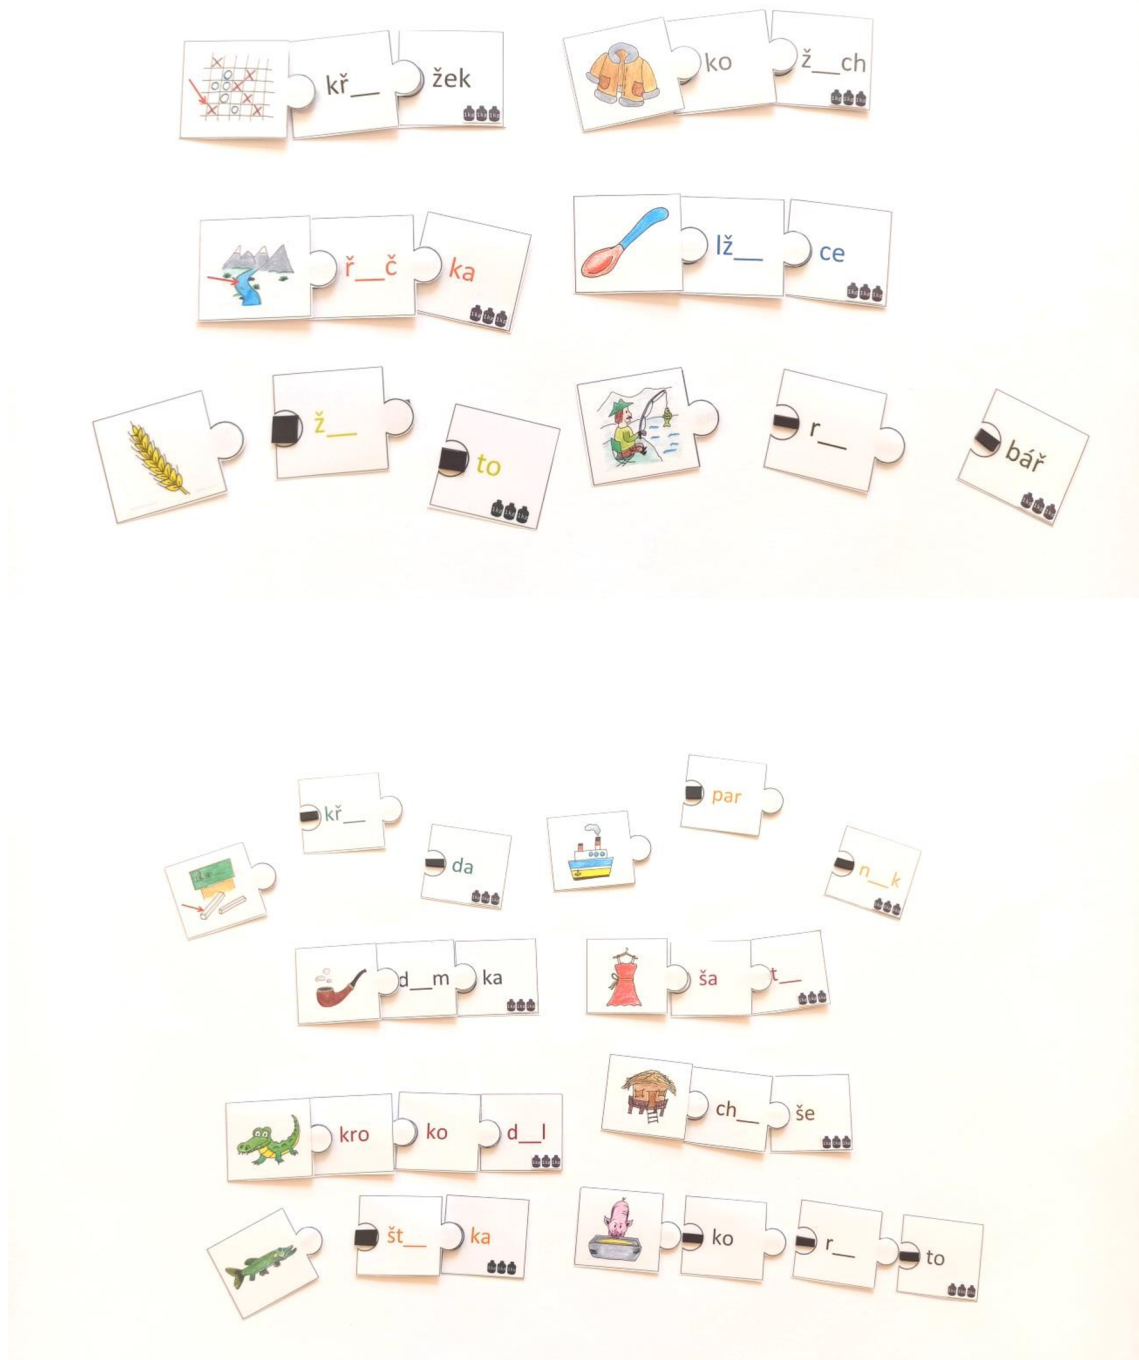 kř__ žek
ko ž__ch
ř__č ka
lž__ ce
ž__ to
r__ bář
kř__ da
par n__k
d__m ka
ša t__
kro ko d__l
ch__ še
št__ ka
ko r__ to